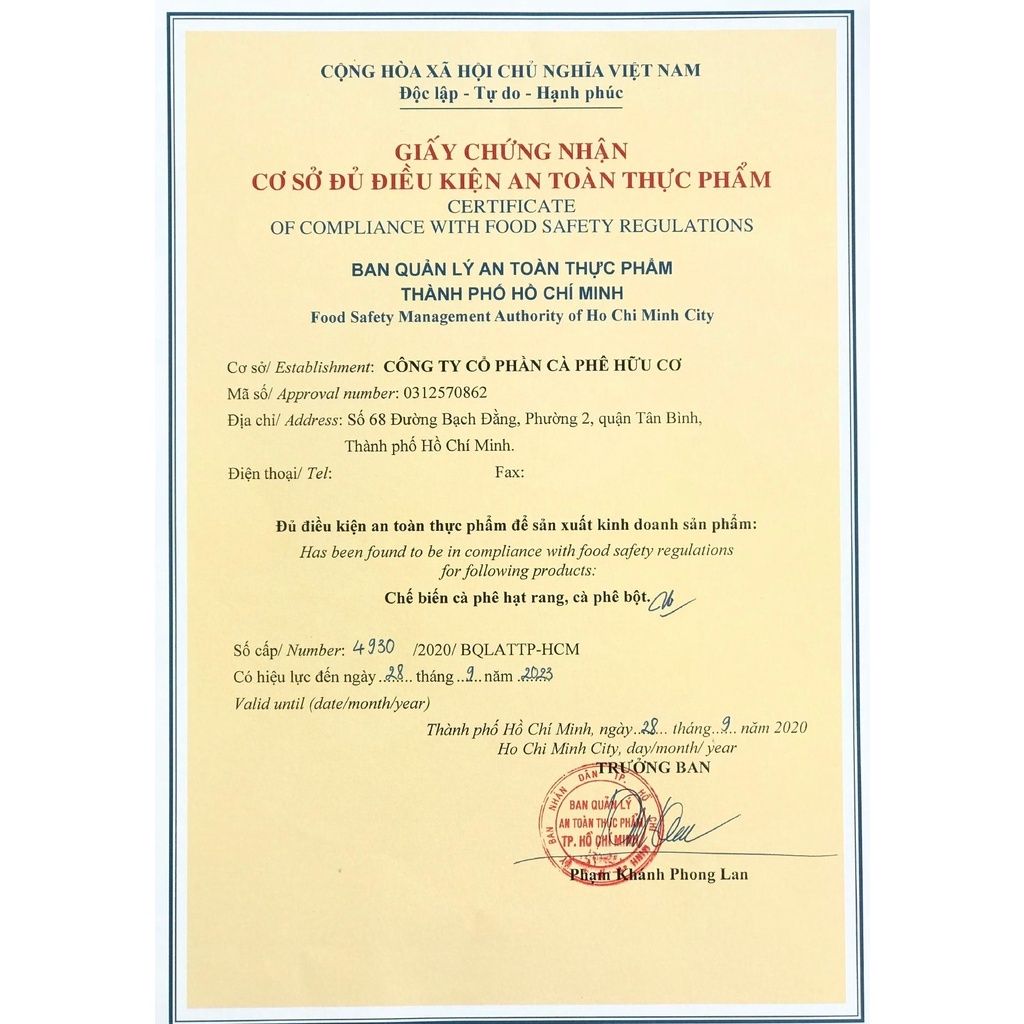 CỘNG HÒA XÃ HỘI CHỦ NGHĨA VIỆT NAM
Độc lập - Tự do - Hạnh phúc
GIẤY CHỨNG NHẬN
CƠ SỞ ĐỦ ĐIỀU KIỆN AN TOÀN THỰC PHẨM
CERTIFICATE
OF COMPLIANCE WITH FOOD SAFETY REGULATIONS
BAN QUẢN LÝ AN TOÀN THỰC PHẨM
THÀNH PHỐ HỒ CHÍ MINH
Food Safety Management Authority of Ho Chi Minh City
Cơ sở/ Establishment: CÔNG TY CỔ PHẦN CÀ PHÊ HỮU CƠ
Mã số/ Approval number: 0312570862
Địa chỉ/ Address: Số 68 Đường Bạch Đằng, Phường 2, quận Tân Bình,
Thành phố Hồ Chí Minh.
Điện thoại/ Tel: Fax:
Đủ điều kiện an toàn thực phẩm để sản xuất kinh doanh sản phẩm:
Has been found to be in compliance with food safety regulations
for following products:
Chế biến cà phê hạt rang, cà phê bột.
Số cấp/ Number: 4930 /2020/ BQLATTP-HCM
Có hiệu lực đến ngày 28 tháng 9 năm 2023
Valid until (date/month/year)
Thành phố Hồ Chí Minh, ngày 28 tháng 9 năm 2020
Ho Chi Minh City, day/month/ year
TRƯỞNG BAN
BAN NHÂN DÂN TP. HỒ CHÍ MINH
BAN QUẢN LÝ
AN TOÀN THỰC PHẨM
TP. HỒ CHÍ MINH
Phạm Khánh Phong Lan